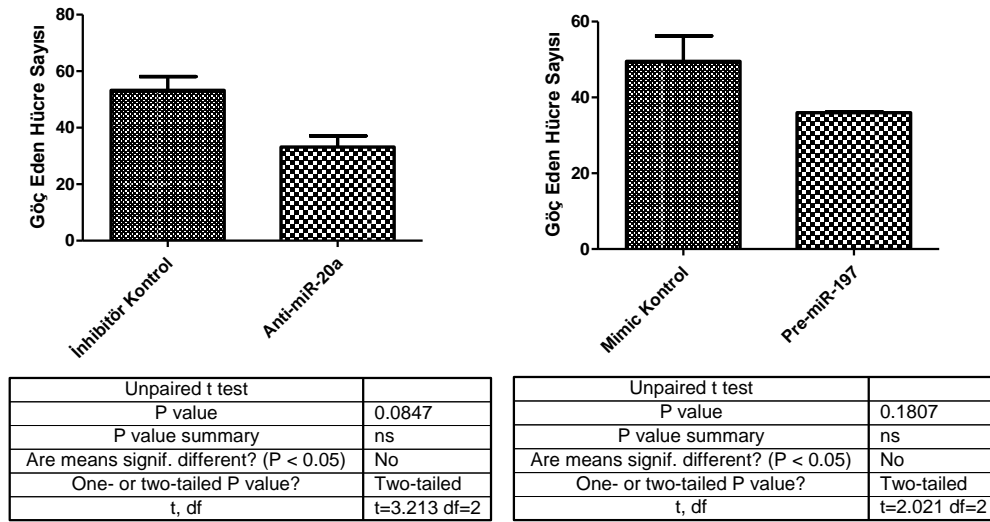 Göç Eden Hücre Sayısı
80
60
40
20
0
İnhibitör Kontrol
Anti-miR-20a
Unpaired t test
P value 0.0847
P value summary ns
Are means signif. different? (P < 0.05) No
One- or two-tailed P value? Two-tailed
t, df t=3.213 df=2
Göç Eden Hücre Sayısı
60
40
20
0
Mimic Kontrol
Pre-miR-197
Unpaired t test
P value 0.1807
P value summary ns
Are means signif. different? (P < 0.05) No
One- or two-tailed P value? Two-tailed
t, df t=2.021 df=2